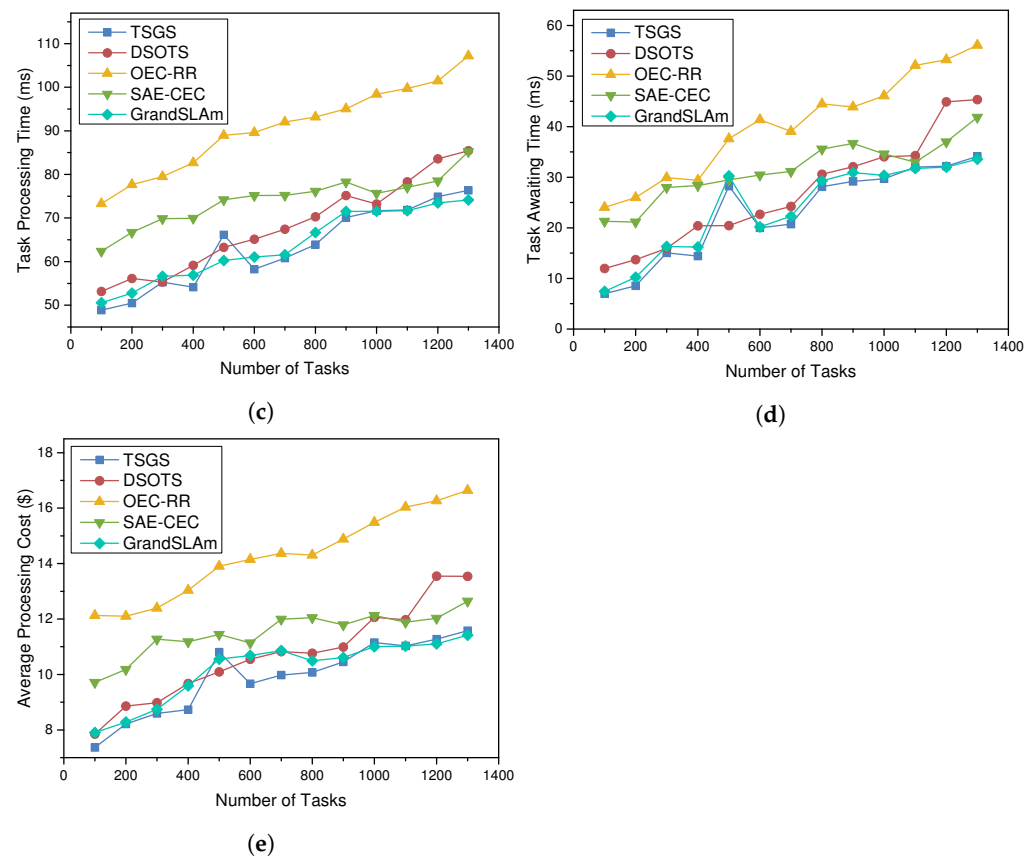 TSGS
DSOTS
OEC-RR
SAE-CEC
GrandSLAm
Task Processing Time (ms)
110
100
90
80
70
60
50
0 200 400 600 800 1000 1200 1400
Number of Tasks
(c)
TSGS
DSOTS
OEC-RR
SAE-CEC
GrandSLAm
Task Awaiting Time (ms)
60
50
40
30
20
10
0
0 200 400 600 800 1000 1200 1400
Number of Tasks
(d)
TSGS
DSOTS
OEC-RR
SAE-CEC
GrandSLAm
Average Processing Cost ($)
18
16
14
12
10
8
0 200 400 600 800 1000 1200 1400
Number of Tasks
(e)